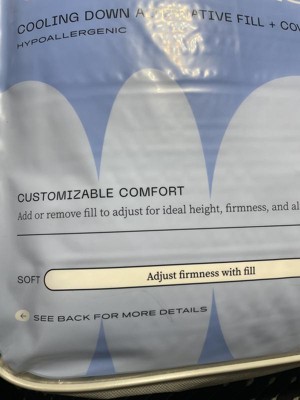 COOLING DOWN A ATIVE FILL + CO
HYPOALLERGENIC
CUSTOMIZABLE COMFORT
Add or remove fill to adjust for ideal height, firmness, and al
SOFT Adjust firmness with fill
SEE BACK FOR MORE DETAILS